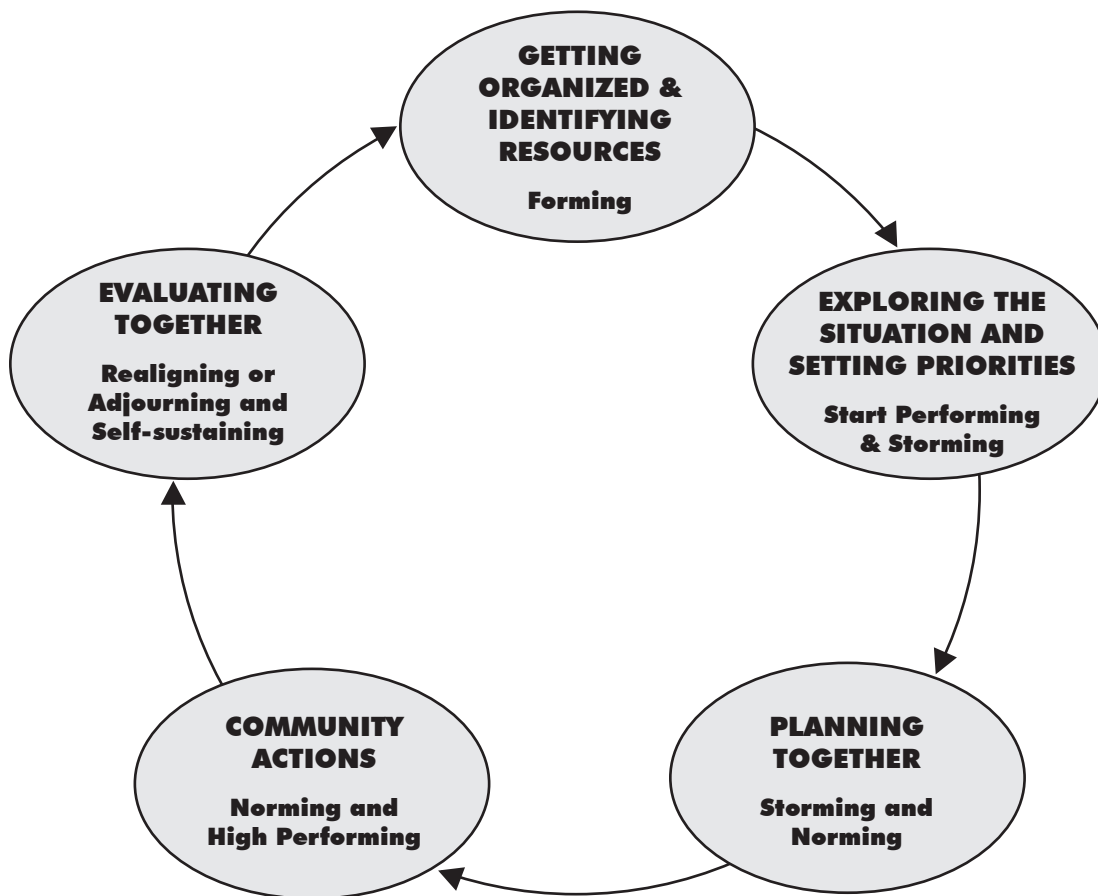 GETTING
ORGANIZED &
IDENTIFYING
RESOURCES
Forming
EXPLORING THE
SITUATION AND
SETTING PRIORITIES
Start Performing
& Storming
PLANNING
TOGETHER
Storming and
Norming
COMMUNITY
ACTIONS
Norming and
High Performing
EVALUATING
TOGETHER
Realigning or
Adjourning and
Self-sustaining